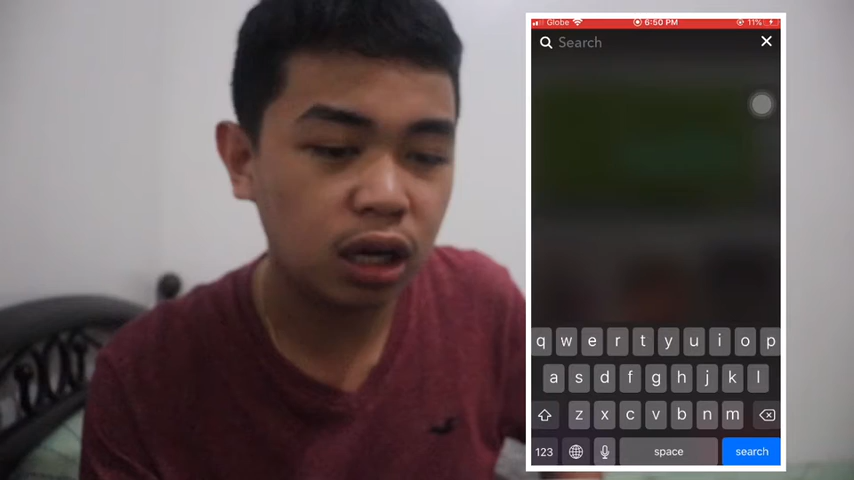 Globe 6:50 PM 11%
Search
q w e r t y u i o p
a s d f g h j k l
z x c v b n m
123 space search